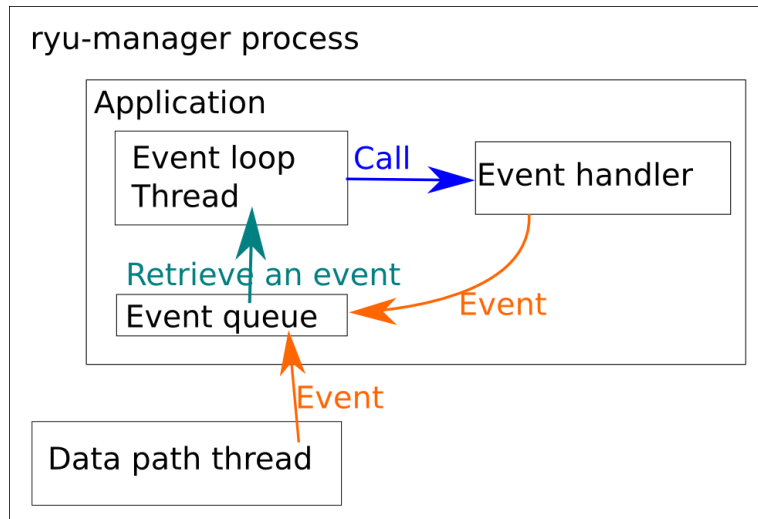 ryu-manager process
Application
Event loop
Thread
Call
Event handler
Retrieve an event
Event
Event queue
Event
Data path thread